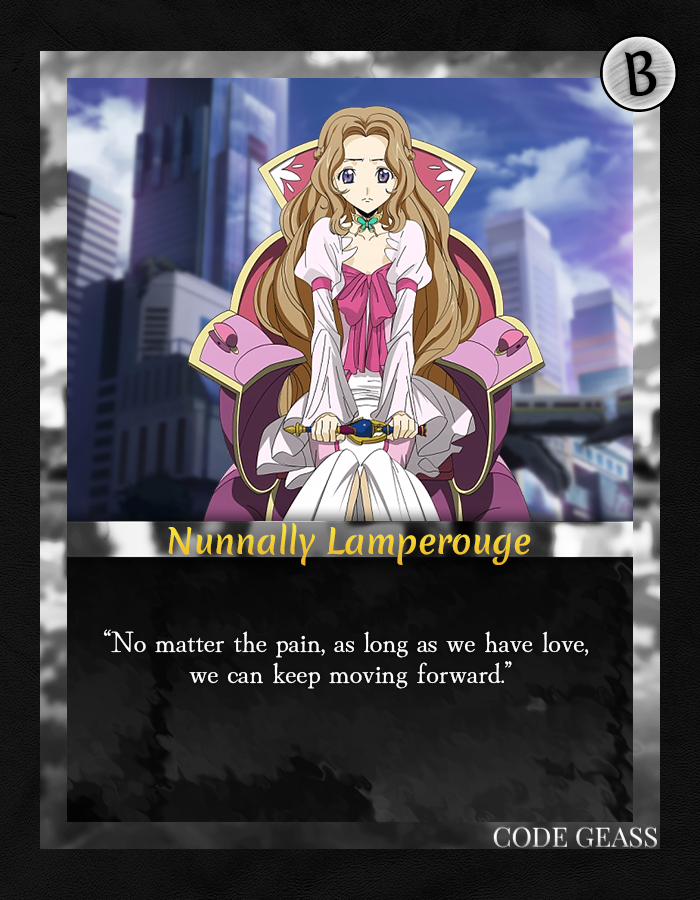 B
Nunnally Lamperouge
“No matter the pain, as long as we have love,
we can keep moving forward.”
CODE GEASS